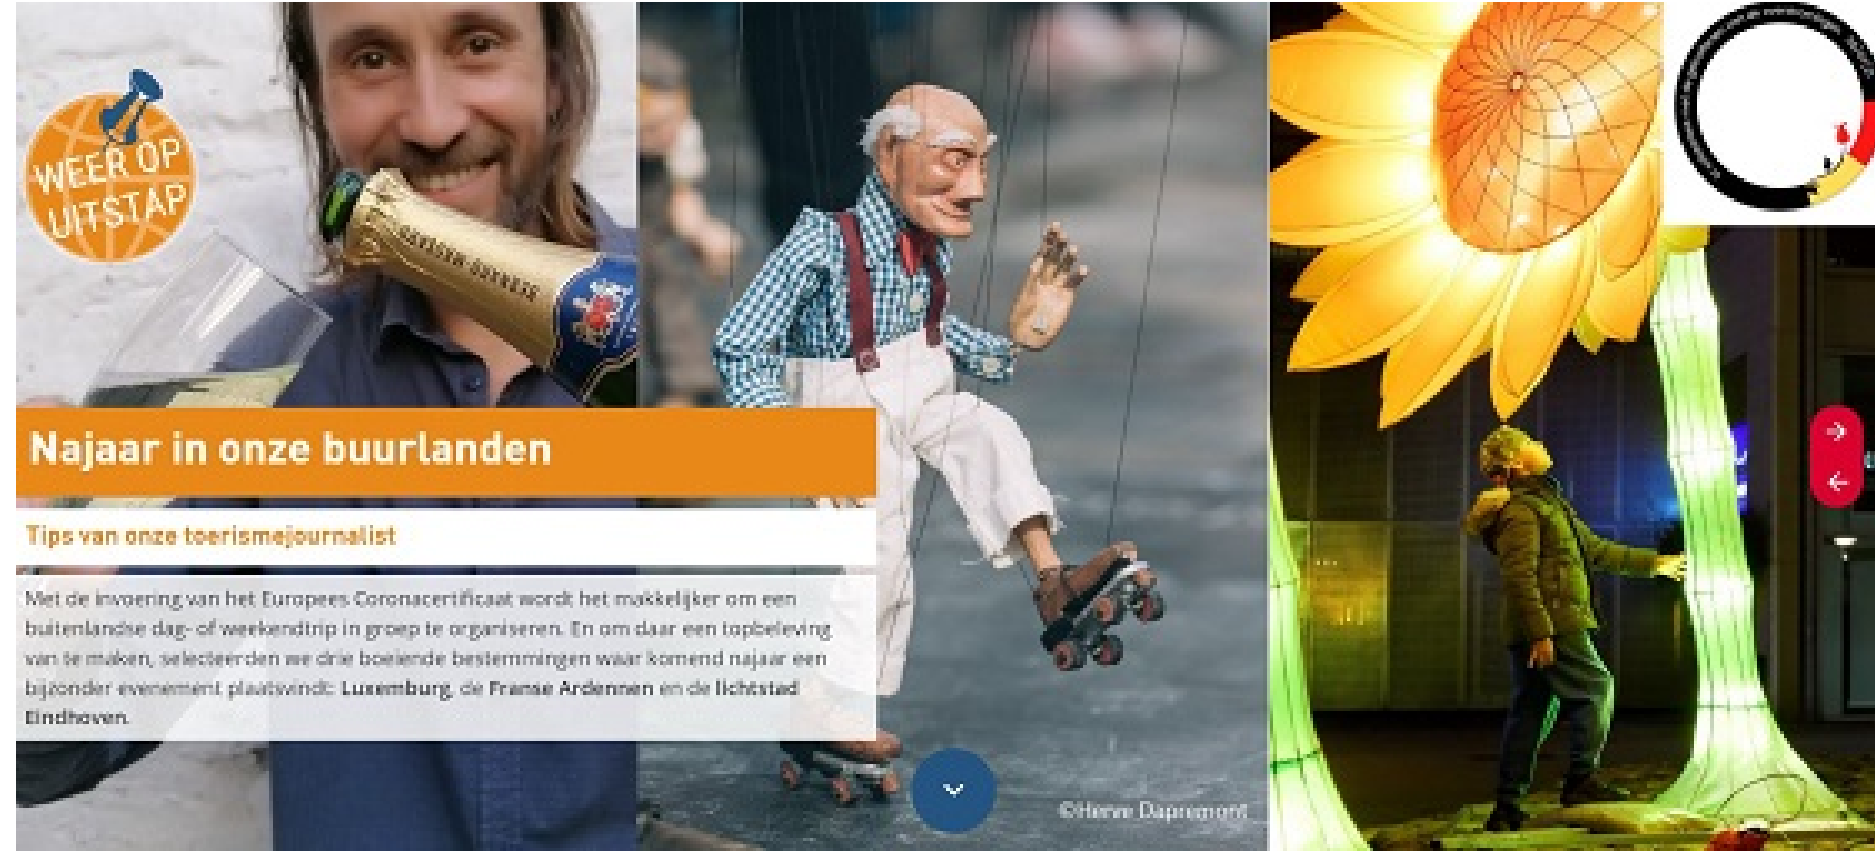 WEER OP
UITSTAP
BERNARD-MASSARD
Najaar in onze buurlanden
Tips van onze toerismejournalist
Met de invoering van het Europees Coronacertificaat wordt het makkelijker om een
buitenlandse dag- of weekendtrip in groep te organiseren. En om daar een topbeleving
van te maken, selecteerden we drie boeiende bestemmingen waar komend najaar een
bijzonder evenement plaatsvindt: Luxemburg, de Franse Ardennen en de lichtstad
Eindhoven.
©Herve Dapremont